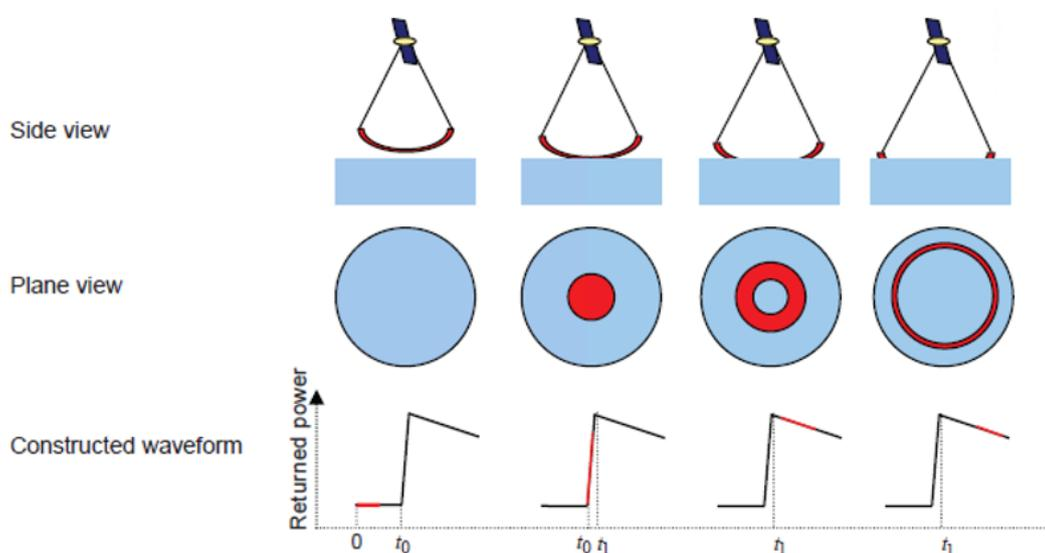 Side view
Plane view
Constructed waveform
Returned power
0 t0 t0 t1 t1 t1